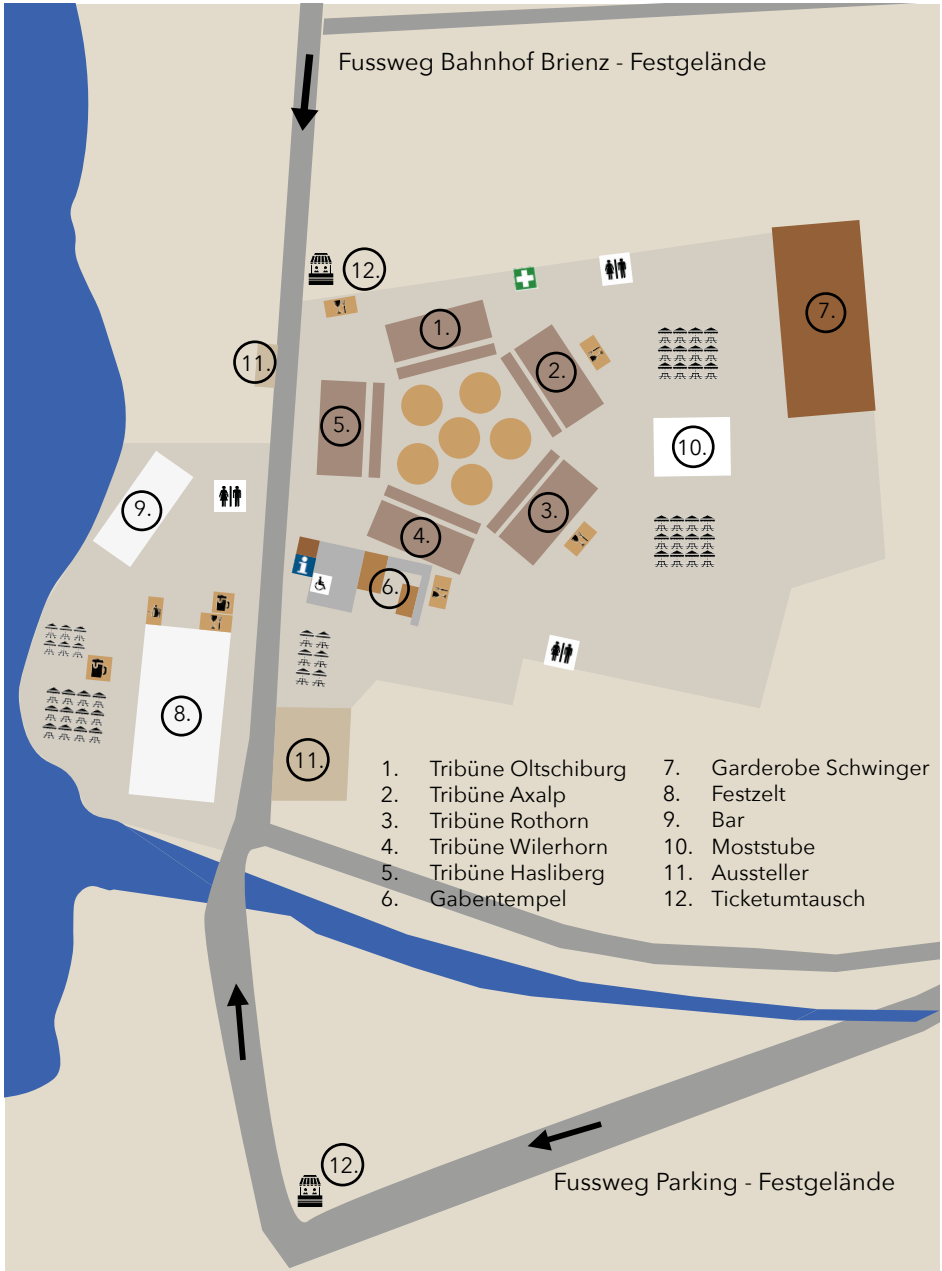 Fussweg Bahnhof Brienz - Festgelände
12.
1.
7.
11.
2.
5.
10.
9.
3.
4.
i
6.
8.
11.
1. Tribüne Oltschiburg
2. Tribüne Axalp
3. Tribüne Rothorn
4. Tribüne Wilerhorn
5. Tribüne Hasliberg
6. Gabentempel
7. Garderobe Schwinger
8. Festzelt
9. Bar
10. Moststube
11. Aussteller
12. Ticketumtausch
12.
Fussweg Parking - Festgelände